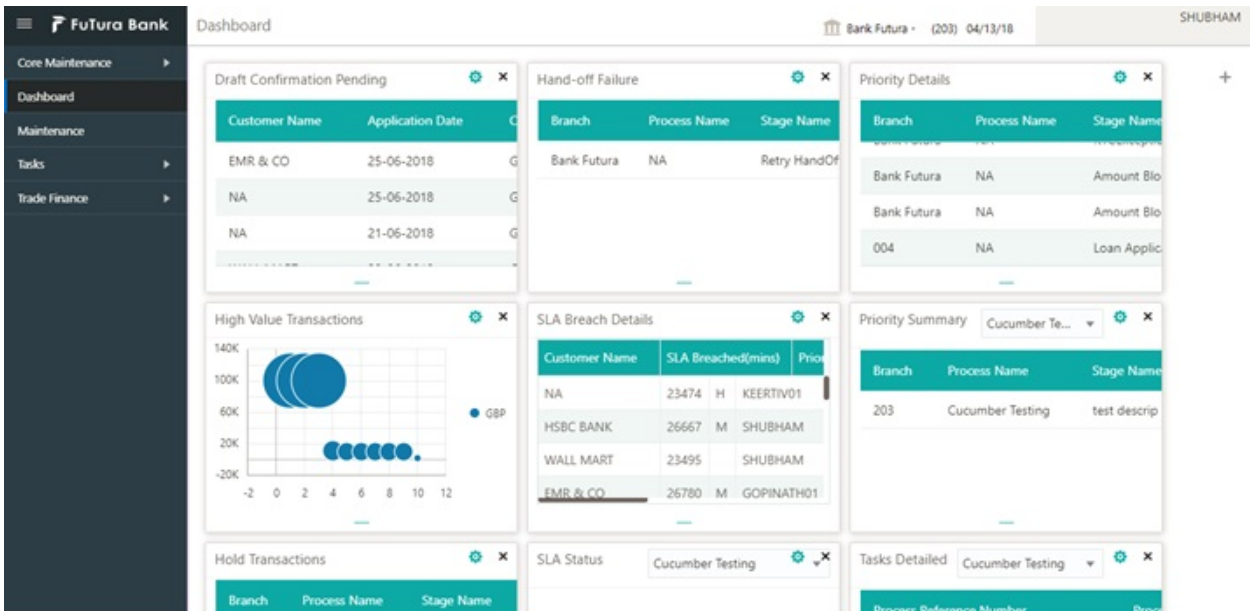 FuTura Bank
Dashboard
Bank Futura - (203) 04/13/18
SHUBHAM
Core Maintenance
Dashboard
Maintenance
Tasks
Trade Finance
Draft Confirmation Pending
Customer Name Application Date
EMR & CO 25-06-2018 G
NA 25-06-2018 G
NA 21-06-2018 G
Hand-off Failure
Branch Process Name Stage Name
Bank Futura NA Retry HandOf
Priority Details
Branch Process Name Stage Name
Bank Futura NA Amount Blo
Bank Futura NA Amount Blo
004 NA Loan Applic
High Value Transactions
140K
100K
60K
20K
-20K
-2 0 2 4 6 8 10 12
GBP
SLA Breach Details
Customer Name SLA Breached(mins) Prior
NA 23474 H KEERTIV01
HSBC BANK 26667 M SHUBHAM
WALL MART 23495 SHUBHAM
EMR & CO 26780 M GOPINATH01
Priority Summary Cucumber Te...
Branch Process Name Stage Name
203 Cucumber Testing test descrip
Hold Transactions
Branch Process Name Stage Name
SLA Status Cucumber Testing
Tasks Detailed Cucumber Testing
Process Reference Number Proc